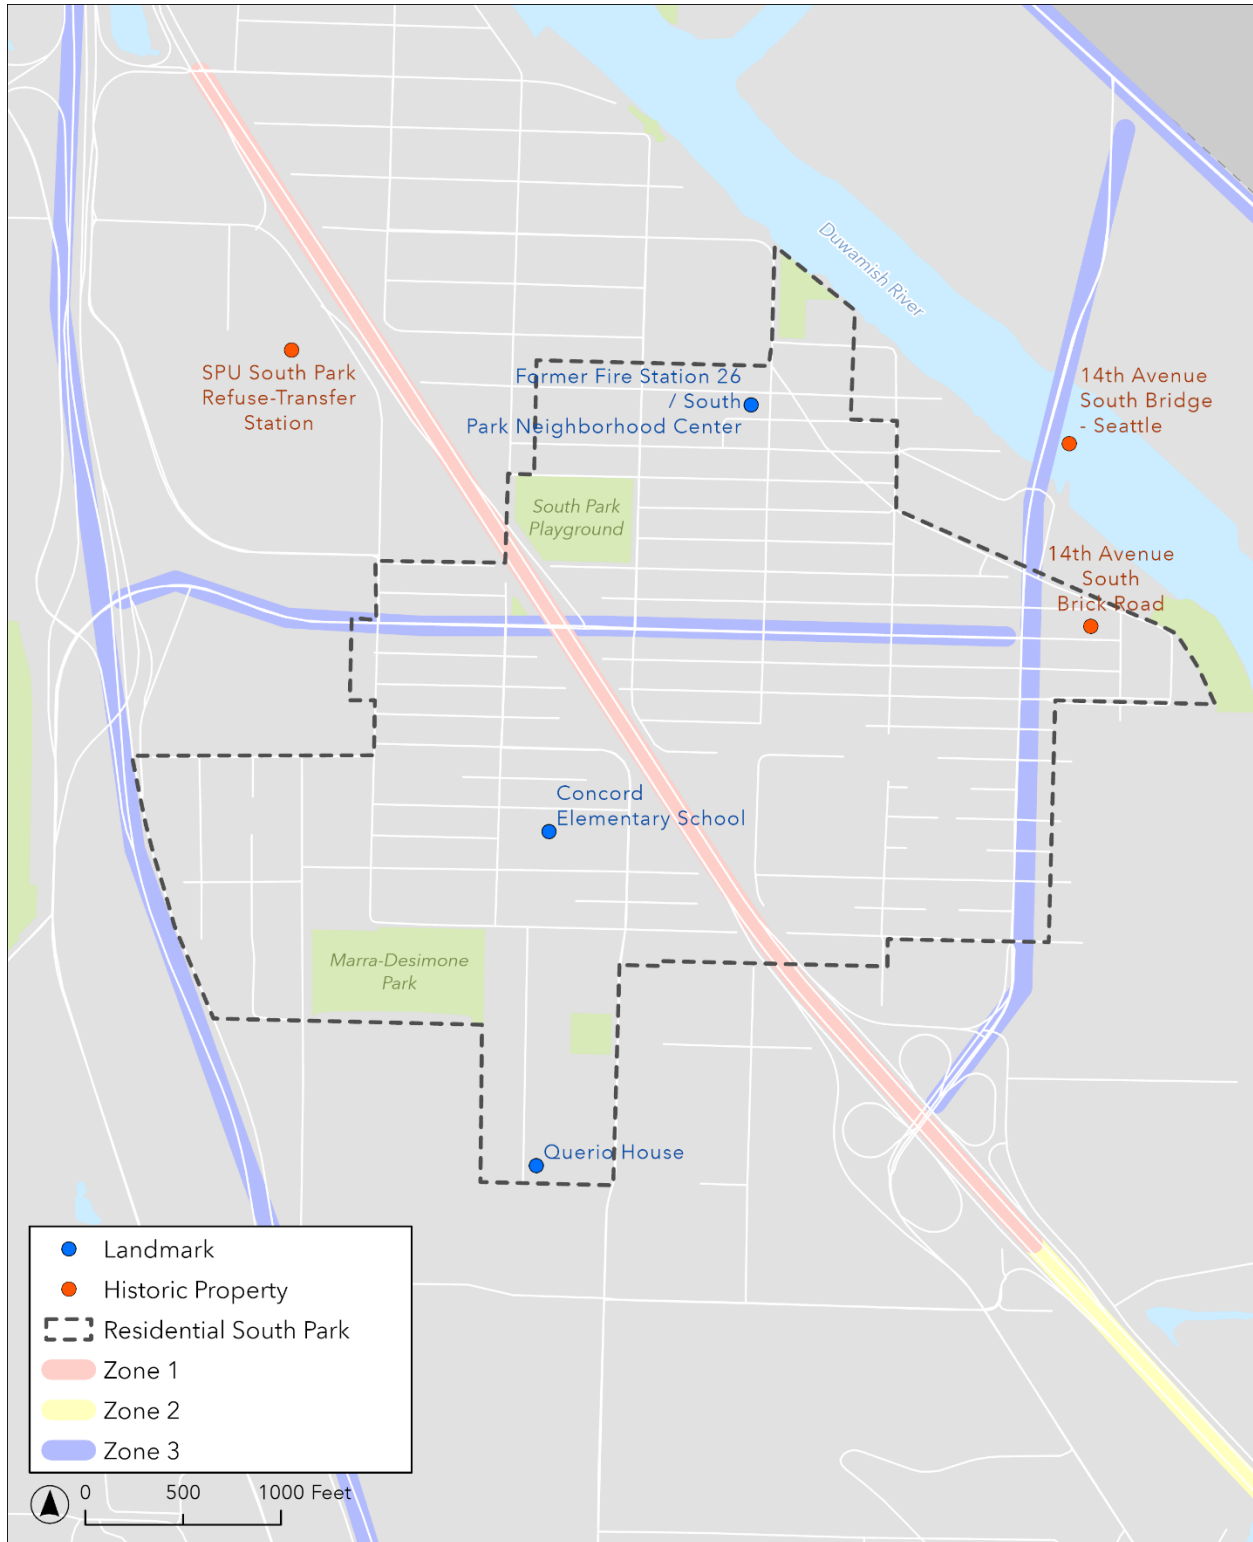 Duwamish River
SPU South Park
Refuse-Transfer
Station
Former Fire Station 26
/ South
Park Neighborhood Center
14th Avenue
South Bridge
- Seattle
South Park
Playground
14th Avenue
South
Brick Road
Concord
Elementary School
Marra-Desimone
Park
Querio House
Landmark
Historic Property
Residential South Park
Zone 1
Zone 2
Zone 3
0 500 1000 Feet